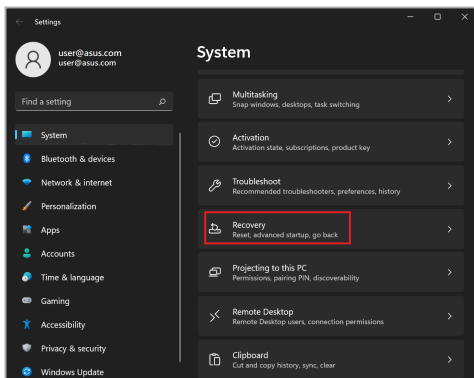 Settings
user@asus.com
user@asus.com
Find a setting
System
Bluetooth & devices
Network & internet
Personalization
Apps
Accounts
Time & language
Gaming
Accessibility
Privacy & security
Windows Update
System
Multitasking
Snap windows, desktops, task switching
Activation
Activation state, subscriptions, product key
Troubleshoot
Recommended troubleshooters, preferences, history
Recovery
Reset, advanced startup, go back
Projecting to this PC
Permissions, pairing PIN, discoverability
Remote Desktop
Remote Desktop users, connection permissions
Clipboard
Cut and copy history, sync, clear